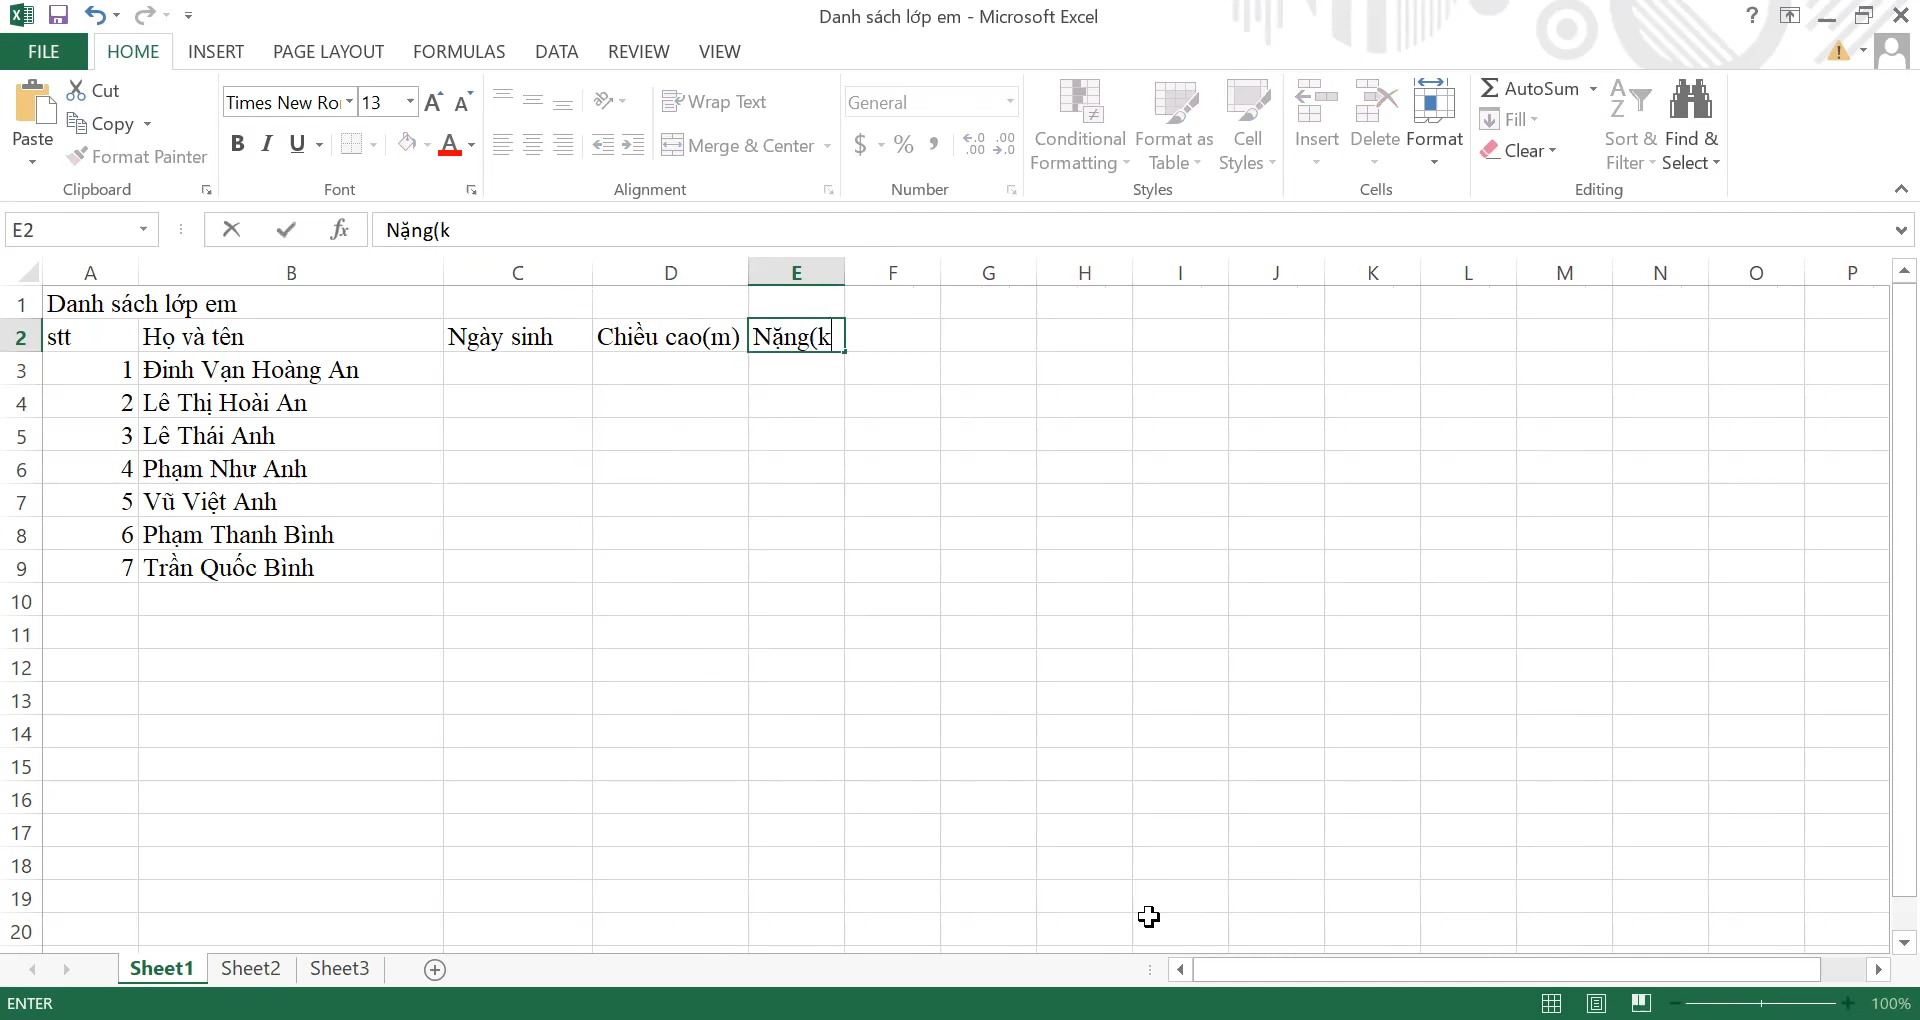 Danham sách lớp em - Microsoft Excel
FILE HOME INSERT PAGE LAYOUT FORMULAS DATA REVIEW VIEW
Paste
Cut
Copy
Format Painter
Clipboard
Times New Ro 13
B I U A
Font
Wrap Text
Merge & Center
Alignment
General
$ % , .0 .00 .00 .0
Number
Conditional Formatting
Format as Table
Cell Styles
Styles
Insert Delete Format
Cells
AutoSum
Fill
Clear
Sort & Filter
Find & Select
Editing
E2 fx Nặng(k
A B C D E F G H I J K L M N O P
1 Danh sách lớp em
2 stt Họ và tên Ngày sinh Chiều cao(m) Nặng(k
3 1 Đinh Vạn Hoàng An
4 2 Lê Thị Hoài An
5 3 Lê Thái Anh
6 4 Phạm Như Anh
7 5 Vũ Việt Anh
8 6 Phạm Thanh Bình
9 7 Trần Quốc Bình
10
11
12
13
14
15
16
17
18
19
20
Sheet1 Sheet2 Sheet3
ENTER 100%